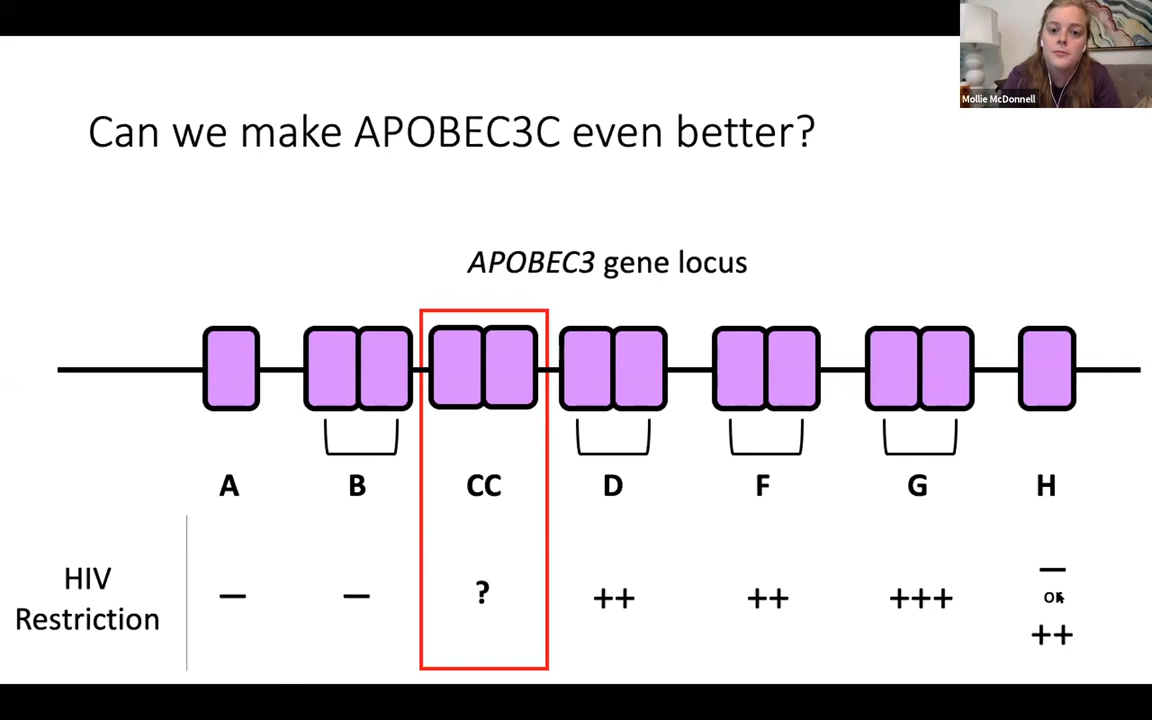 Mollie McDonnell
Can we make APOBEC3C even better?
APOBEC3 gene locus
A B CC D F G H
HIV
Restriction
— — ? ++ ++ +++ —
or
++